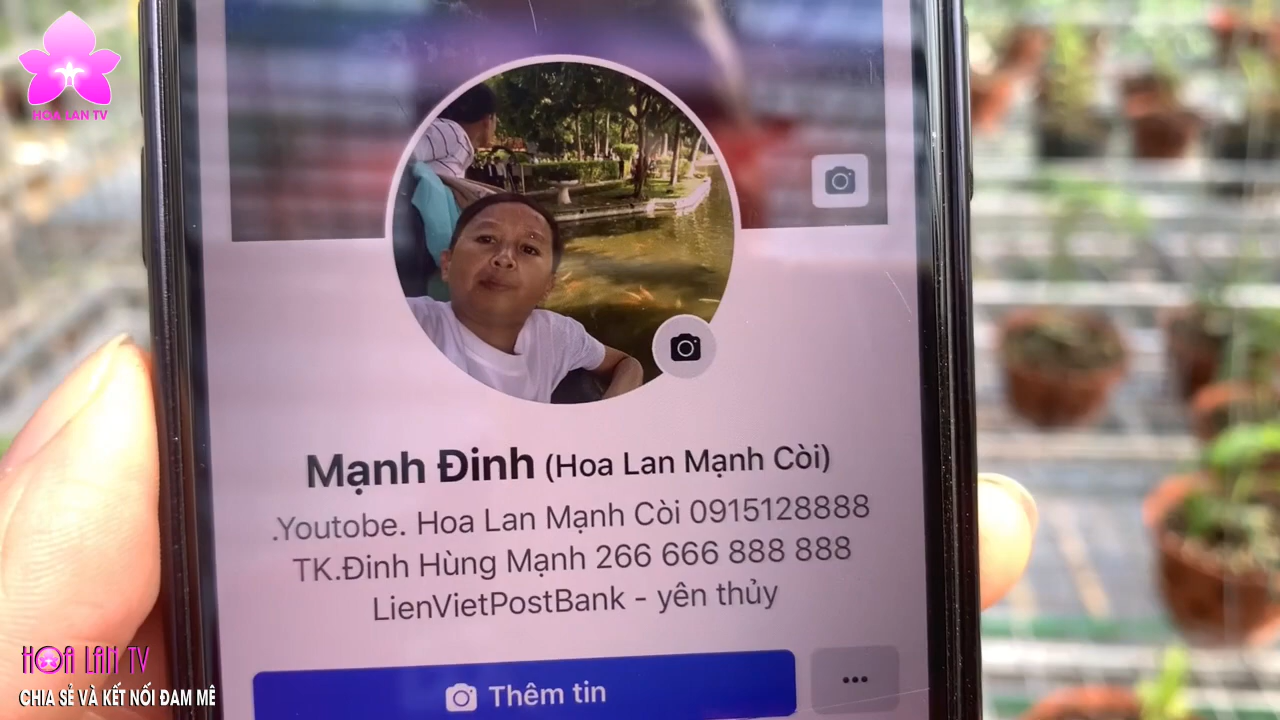 HOA LAN TV
Mạnh Đinh (Hoa Lan Mạnh Còi)
.Youtobe. Hoa Lan Mạnh Còi 0915128888
TK.Đinh Hùng Mạnh 266 666 888 888
LienVietPostBank - yên thủy
Thêm tin
HOA LAN TV
CHIA SẺ VÀ KẾT NỐI ĐAM MÊ